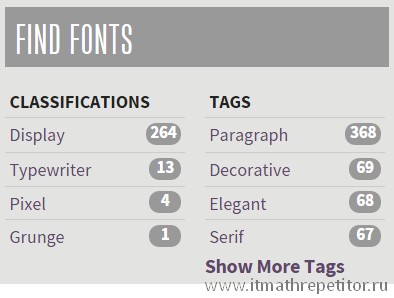 FIND FONTS
CLASSIFICATIONS
Display 264
Typewriter 13
Pixel 4
Grunge 1
TAGS
Paragraph 368
Decorative 69
Elegant 68
Serif 67
Show More Tags
www.itmathrepetitor.ru